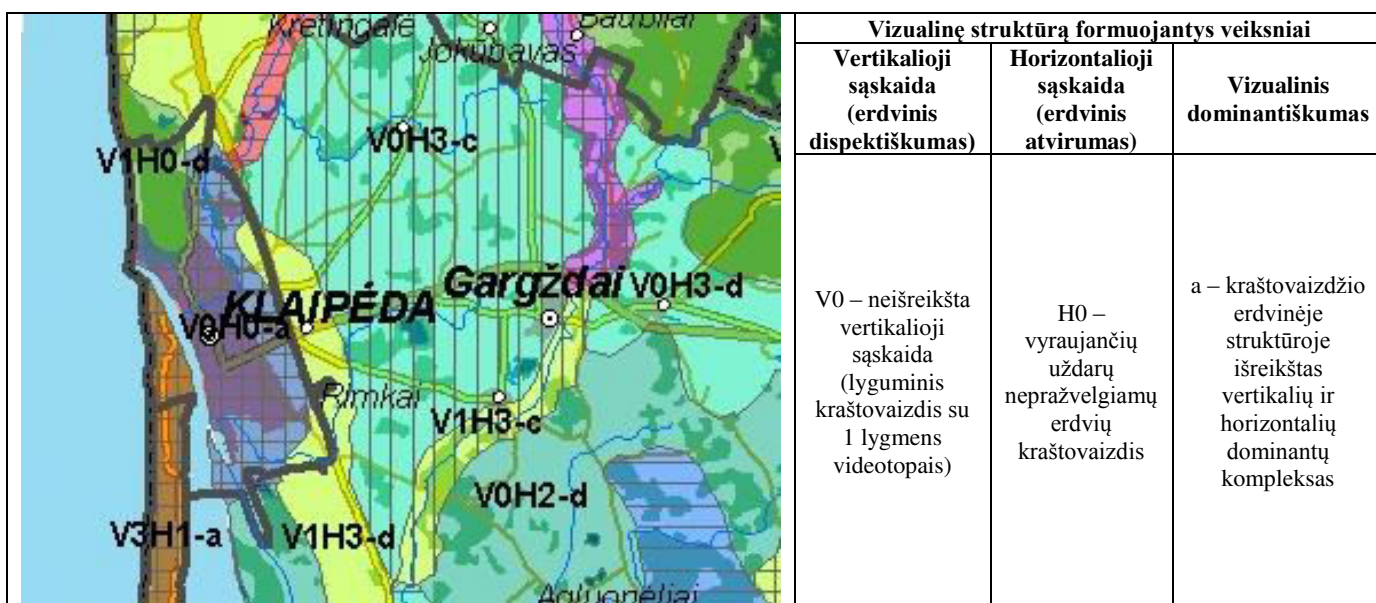 Kretingalė
Saubliai
Jokūbavas
V0H3-c
V1H0-d
Gargždai V0H3-d
KLAIPĖDA
V0H0-a
Rimkai
V1H3-c
V0H2-d
V3H1-a
V1H3-d
Agluonėliai
Vizualinę struktūrą formuojantys veiksniai
Vertikalioji
sąskaida
(erdvinis
dispektiškumas)
Horizontalioji
sąskaida
(erdvinis
atvirumas)
Vizualinis
dominantiškumas
V0 – neišreikšta
vertikalioji
sąskaida
(lyguminis
kraštovaizdis su
1 lygmens
videotopais)
H0 –
vyraujančių
uždarų
nepražvelgiamų
erdvių
kraštovaizdis
a – kraštovaizdžio
erdvinėje
struktūroje
išreikštas
vertikalių ir
horizontalių
dominantų
kompleksas